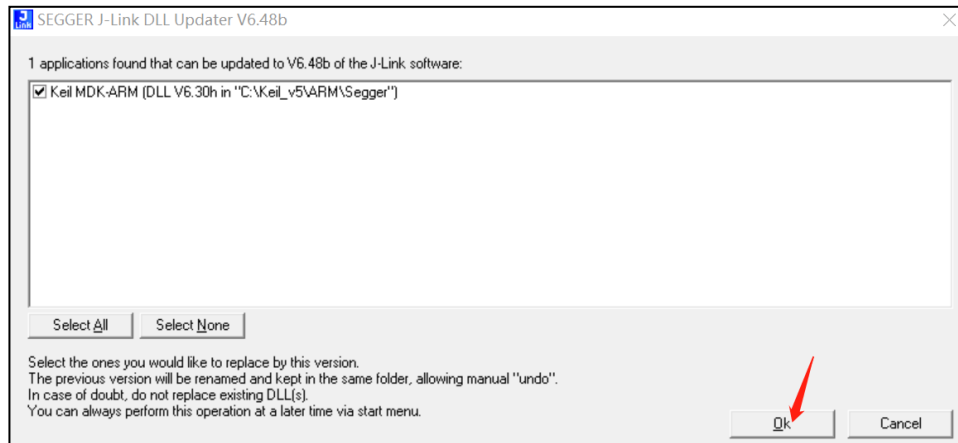 J
Link
SEGGER J-Link DLL Updater V6.48b
1 applications found that can be updated to V6.48b of the J-Link software:
Keil MDK-ARM (DLL V6.30h in "C:\Keil_v5\ARM\Segger")
Select All
Select None
Select the ones you would like to replace by this version.
The previous version will be renamed and kept in the same folder, allowing manual "undo".
In case of doubt, do not replace existing DLL(s).
You can always perform this operation at a later time via start menu.
Ok
Cancel